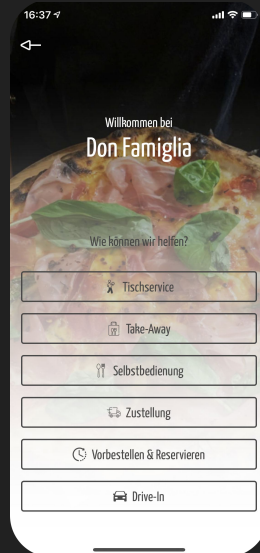 16:37
Willkommen bei
Don Famiglia
Wie können wir helfen?
Tischservice
Take-Away
Selbstbedienung
Zustellung
Vorbestellen & Reservieren
Drive-In